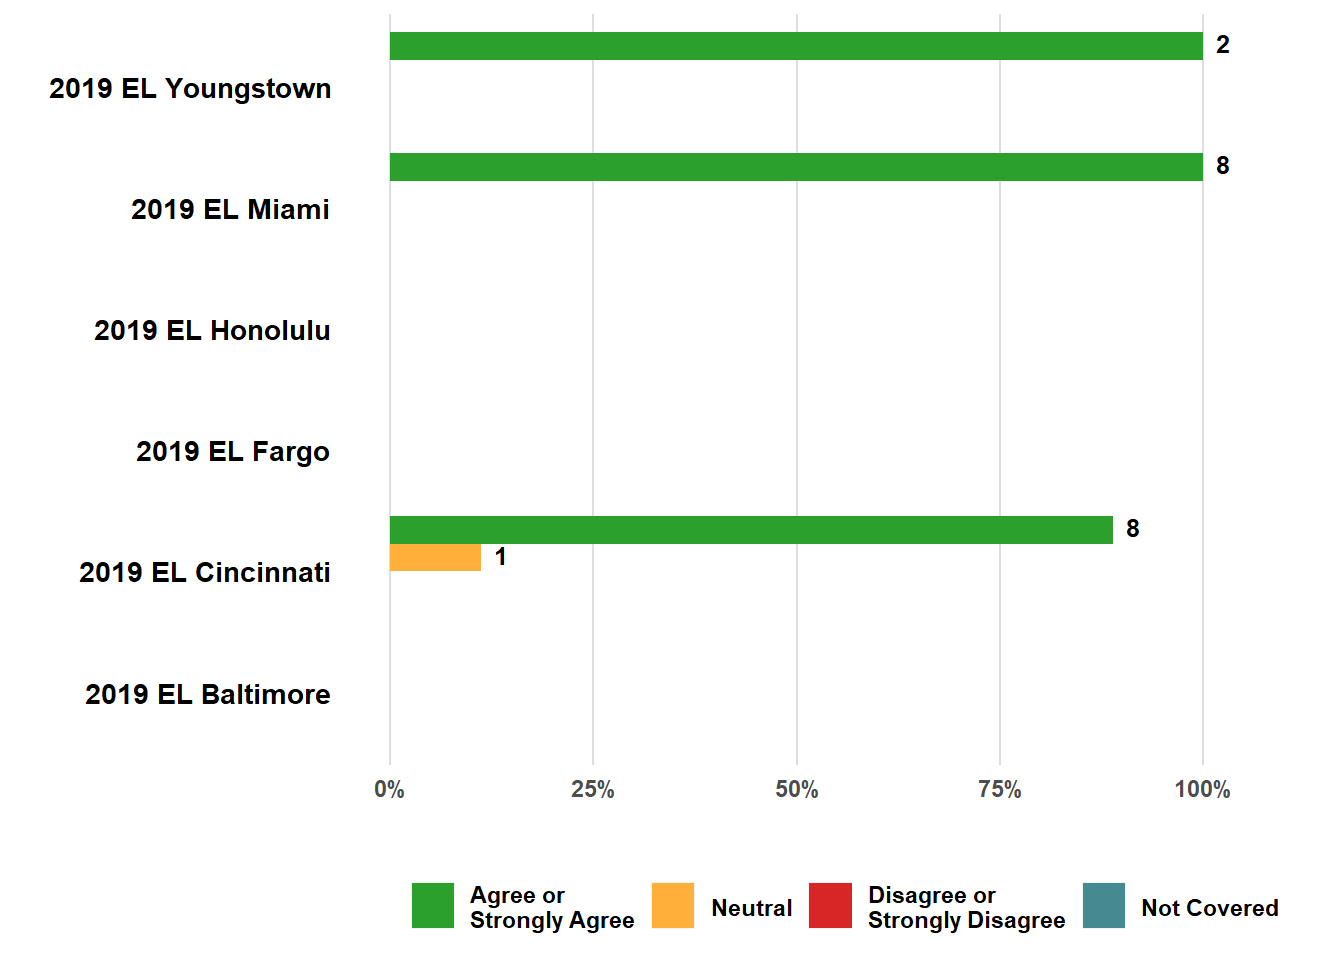 2
2019 EL Youngstown
8
2019 EL Miami
2019 EL Honolulu
2019 EL Fargo
8
1
2019 EL Cincinnati
2019 EL Baltimore
0% 25% 50% 75% 100%
Agree or
Strongly Agree
Neutral
Disagree or
Strongly Disagree
Not Covered